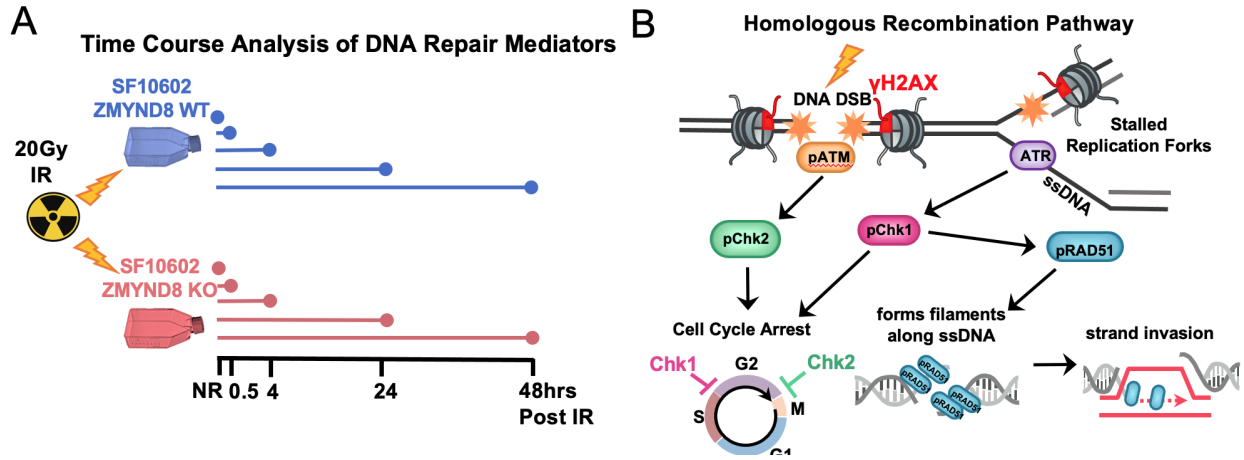 A
Time Course Analysis of DNA Repair Mediators
SF10602
ZMYND8 WT
20Gy
IR
SF10602
ZMYND8 KO
NR 0.5 4 24 48hrs
Post IR
B
Homologous Recombination Pathway
γH2AX
DNA DSB
pATM
Stalled
Replication Forks
ATR
ssDNA
pChk2
pChk1
pRAD51
Cell Cycle Arrest
Chk1
G2
Chk2
S
M
G1
forms filaments
along ssDNA
pRAD51
pRAD51
pRAD51
pRAD51
strand invasion